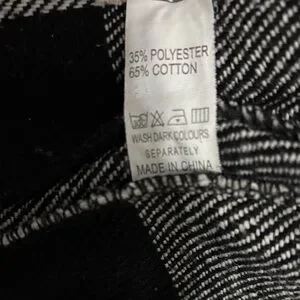 35% POLYESTER
65% COTTON
WASH DARK COLOURS
SEPARATELY
MADE IN CHINA